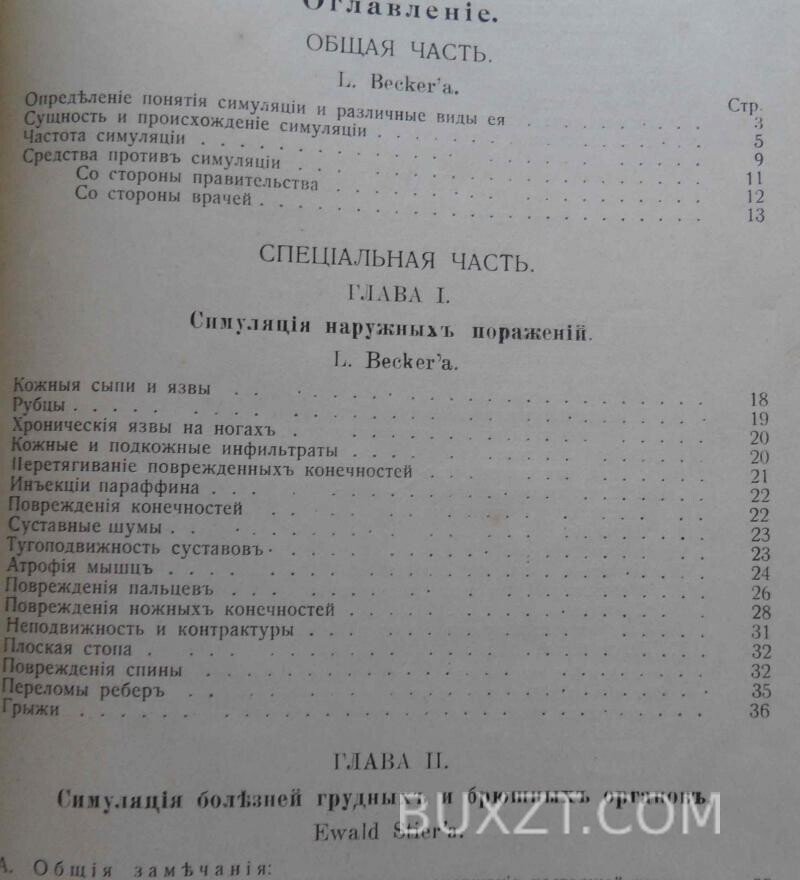 Оглавленіе.
ОБЩАЯ ЧАСТЬ.
L. Becker'a.
Стр.
Опредѣленіе понятія симуляціи и различные виды ея 3
Сущность и происхожденіе симуляціи 5
Частота симуляціи 9
Средства противъ симуляціи 11
Со стороны правительства 12
Со стороны врачей 13
СПЕЦІАЛЬНАЯ ЧАСТЬ.
ГЛАВА I.
Симуляція наружныхъ пораженій.
L. Becker'a.
Кожныя сыпи и язвы 18
Рубцы 19
Хроническія язвы на ногахъ 20
Кожные и подкожные инфильтраты 20
Перетягиваніе поврежденныхъ конечностей 21
Инъекціи параффина 22
Поврежденія конечностей 22
Суставные шумы 23
Тугоподвижность суставовъ 23
Атрофія мышцъ 24
Поврежденія пальцевъ 26
Поврежденія ножныхъ конечностей 28
Неподвижность и контрактуры 31
Плоская стопа 32
Поврежденія спины 32
Переломы реберъ 35
Грыжи 36
ГЛАВА II.
Симуляція болѣзней грудныхъ и брюшныхъ органовъ.
Ewald Stier'a.
А. Общія замѣчанія:
BUXZT.COM